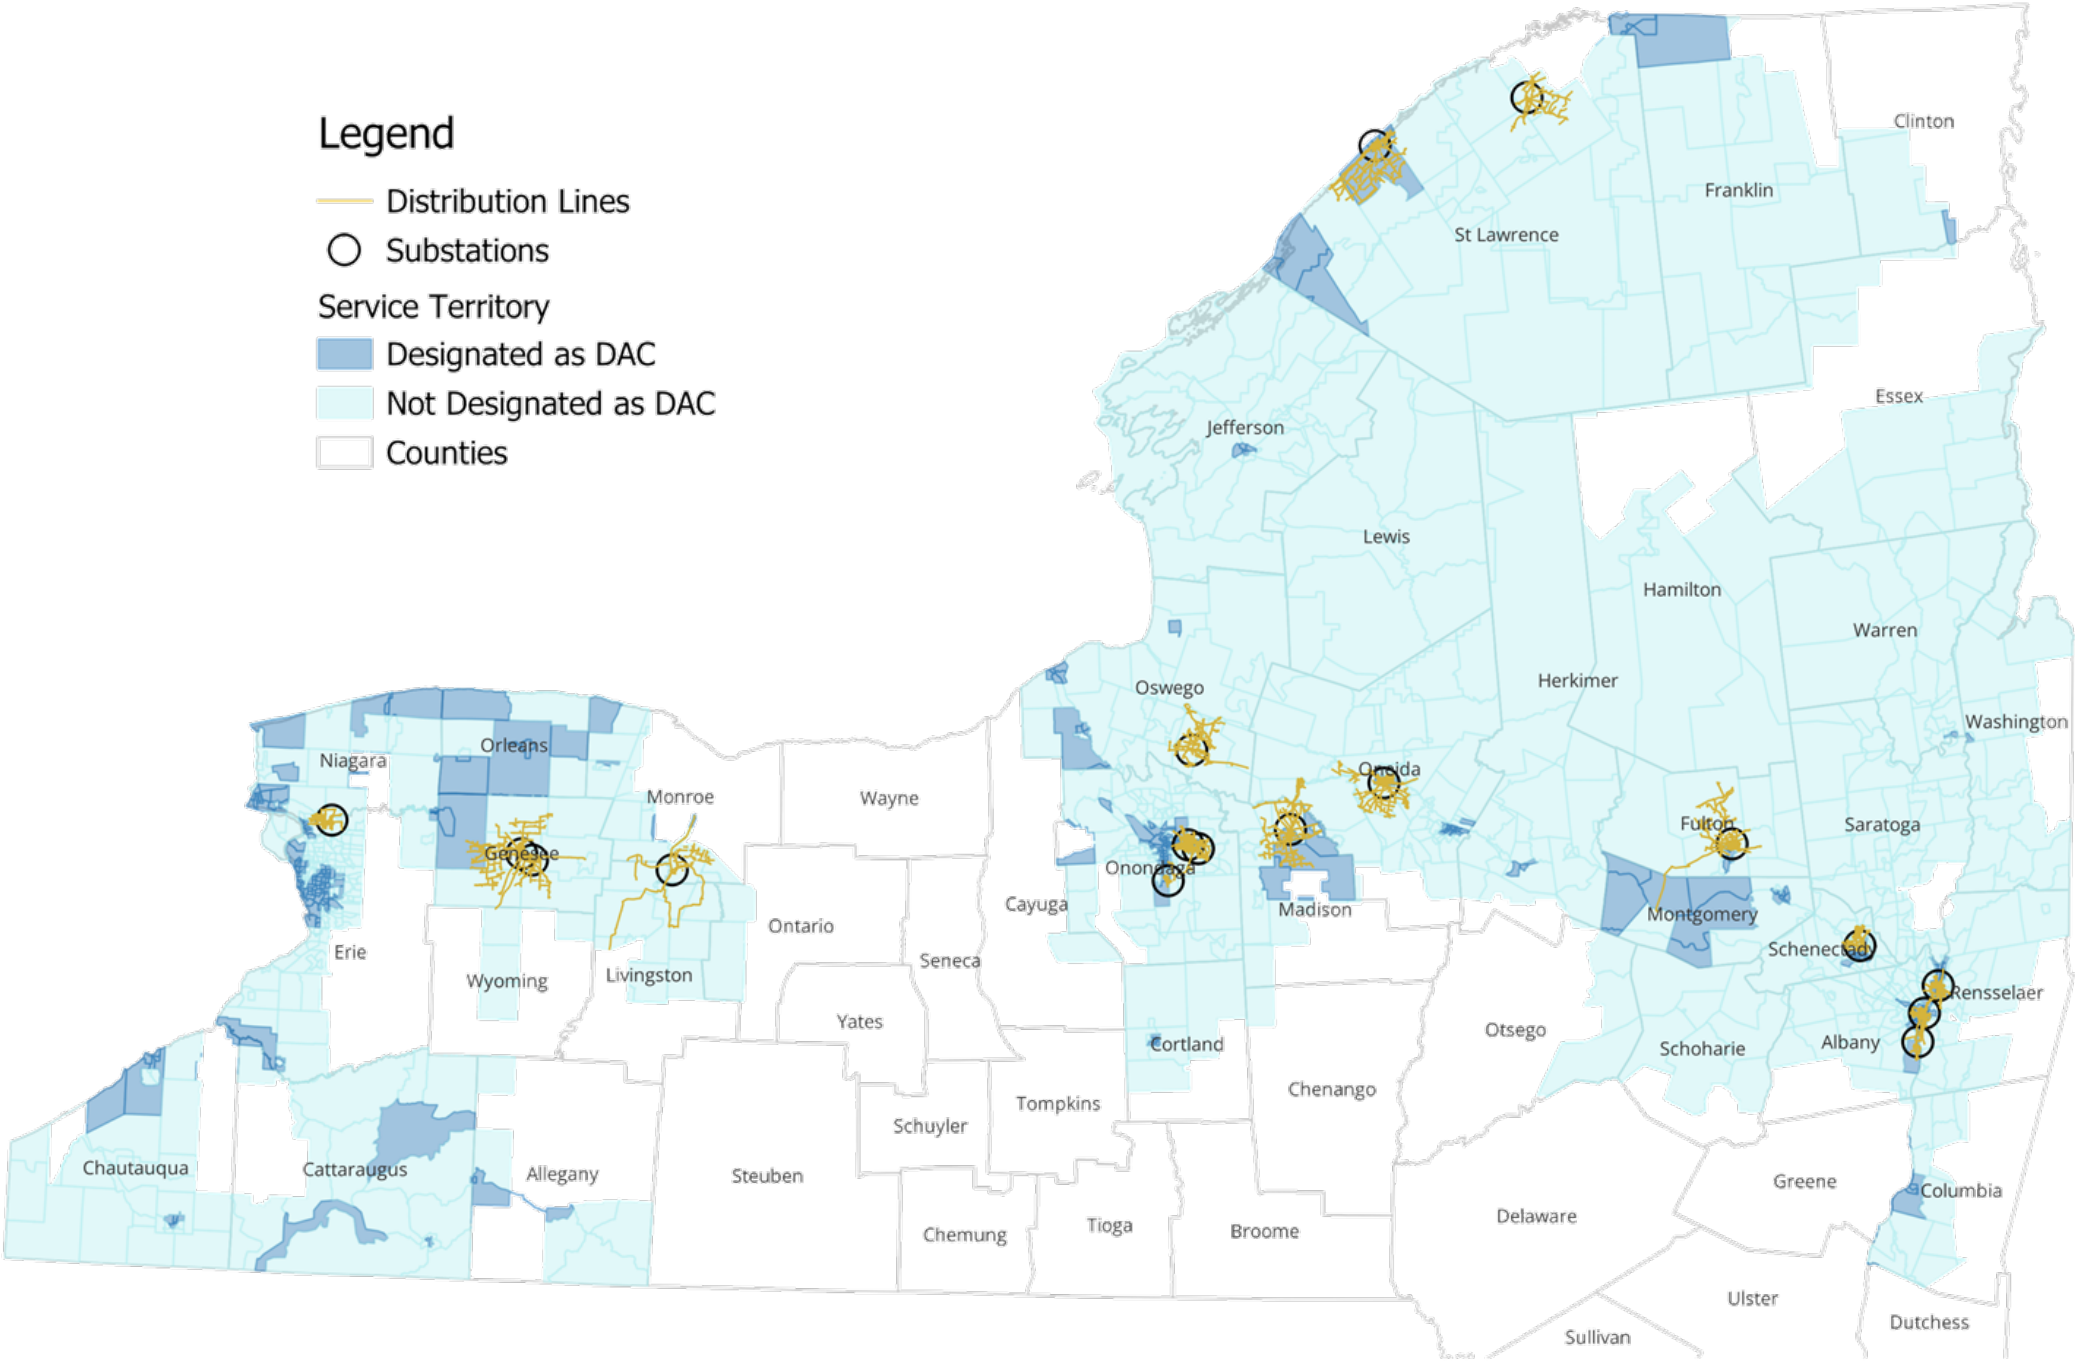 Legend
Distribution Lines
Substations
Service Territory
Designated as DAC
Not Designated as DAC
Counties
Clinton
Franklin
St Lawrence
Essex
Jefferson
Lewis
Hamilton
Warren
Herkimer
Oswego
Washington
Orleans
Niagara
Oneida
Monroe
Wayne
Fulton
Saratoga
Genesee
Onondaga
Cayuga
Madison
Montgomery
Ontario
Schenectady
Erie
Seneca
Livingston
Wyoming
Rensselaer
Yates
Otsego
Cortland
Albany
Schoharie
Chenango
Tompkins
Schuyler
Chautauqua
Cattaraugus
Allegany
Steuben
Greene
Columbia
Delaware
Tioga
Broome
Chemung
Ulster
Dutchess
Sullivan